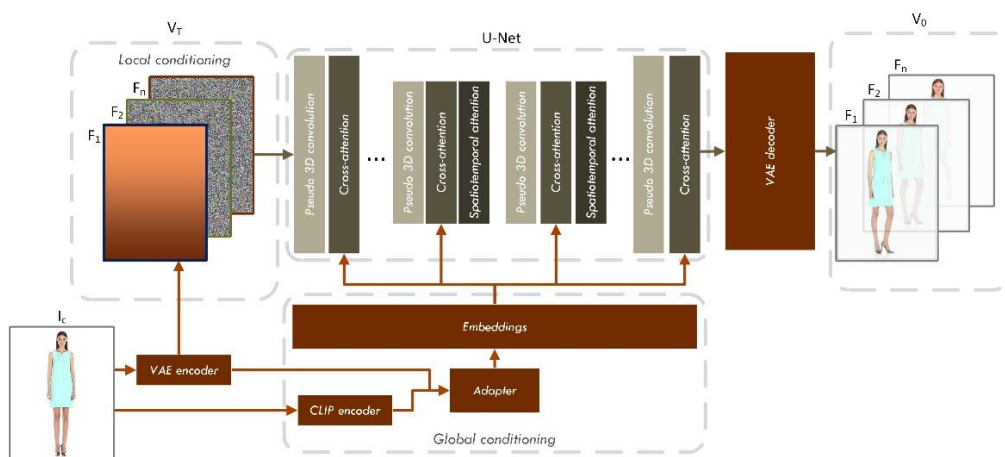 V_T
U-Net
V_0
Local conditioning
F_n
F_2
F_1
Pseudo 3D convolution
Cross-attention
...
Pseudo 3D convolution
Cross-attention
Spatiotemporal attention
Pseudo 3D convolution
Cross-attention
Spatiotemporal attention
...
Pseudo 3D convolution
Cross-attention
VAE decoder
F_n
F_2
F_1
I_c
VAE encoder
CLIP encoder
Adapter
Embeddings
Global conditioning